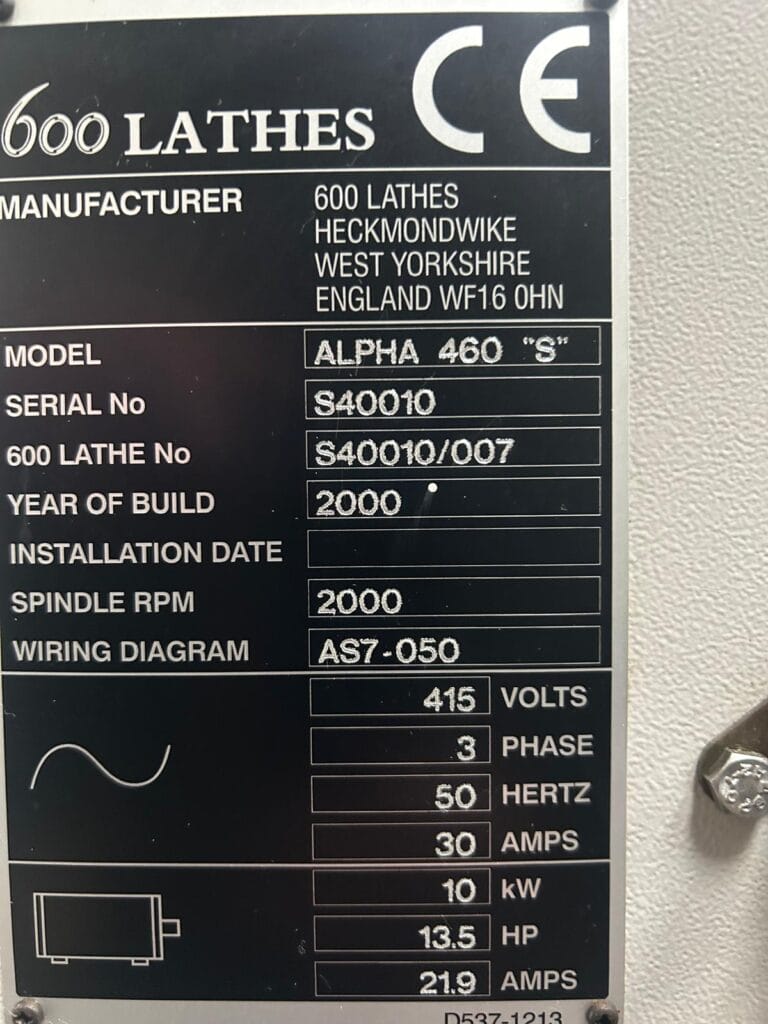 600 LATHES CE
MANUFACTURER 600 LATHES
HECKMONDWIKE
WEST YORKSHIRE
ENGLAND WF16 0HN
MODEL ALPHA 460 "S"
SERIAL No S40010
600 LATHE No S40010/007
YEAR OF BUILD 2000
INSTALLATION DATE
SPINDLE RPM 2000
WIRING DIAGRAM AS7-050
415 VOLTS
3 PHASE
50 HERTZ
30 AMPS
10 kW
13.5 HP
21.9 AMPS
D537-1213